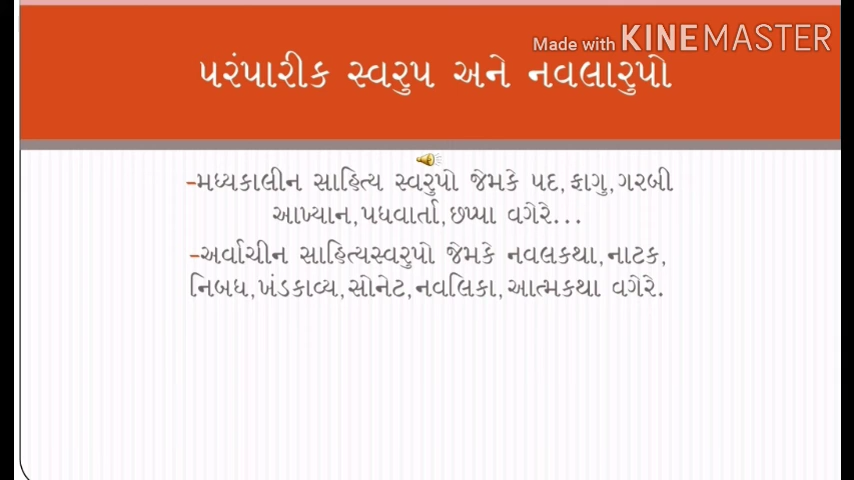 Made with KINEMASTER
પરંપારીક સ્વરુપ અને નવલારુપો
-મધ્યકાલીન સાહિત્ય સ્વરુપો જેમકે પદ,ફાગુ,ગરબી
આખ્યાન,પધવાર્તા,છપ્પા વગેરે...
-અર્વાચીન સાહિત્યસ્વરુપો જેમકે નવલકથા,નાટક,
નિબધ,ખંડકાવ્ય,સોનેટ,નવલિકા,આત્મકથા વગેરે.